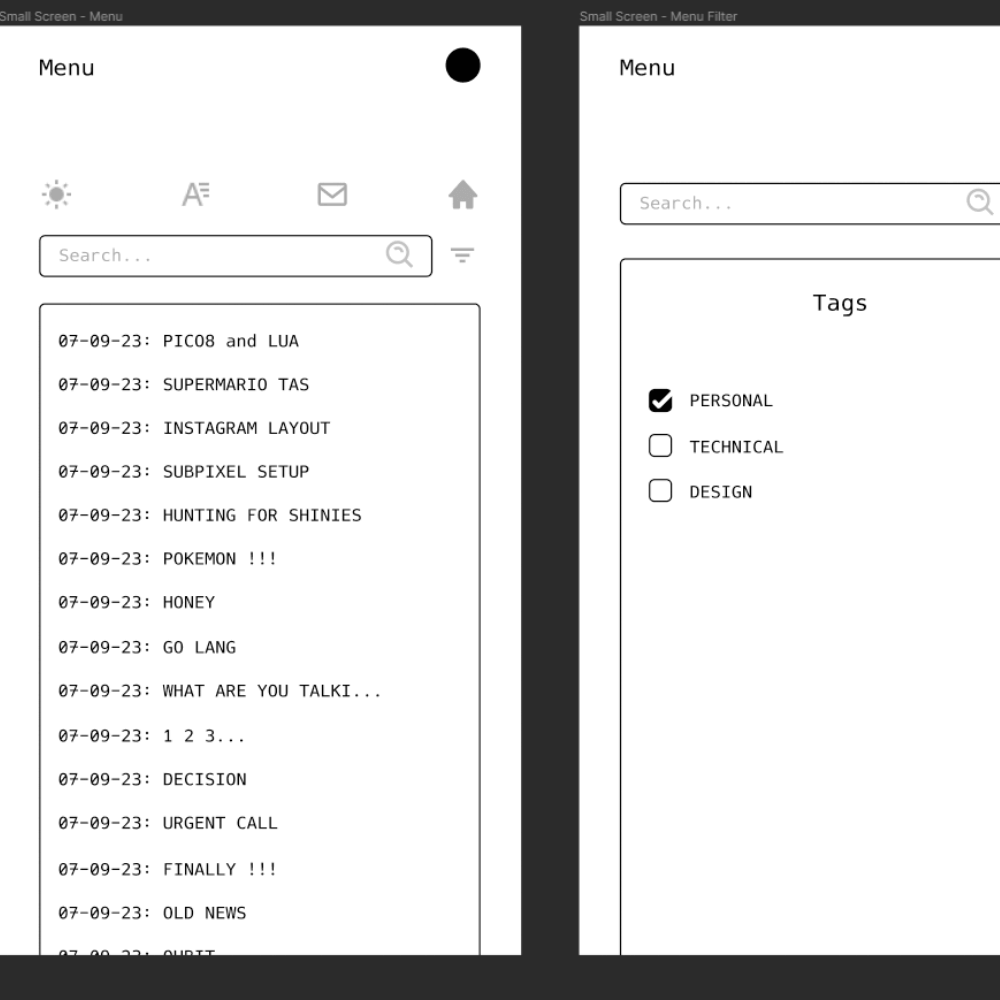 Small Screen - Menu
Menu
Search...
07-09-23: PICO8 and LUA
07-09-23: SUPERMARIO TAS
07-09-23: INSTAGRAM LAYOUT
07-09-23: SUBPIXEL SETUP
07-09-23: HUNTING FOR SHINIES
07-09-23: POKEMON !!!
07-09-23: HONEY
07-09-23: GO LANG
07-09-23: WHAT ARE YOU TALKI...
07-09-23: 1 2 3...
07-09-23: DECISION
07-09-23: URGENT CALL
07-09-23: FINALLY !!!
07-09-23: OLD NEWS
Small Screen - Menu Filter
Menu
Search...
Tags
PERSONAL
TECHNICAL
DESIGN